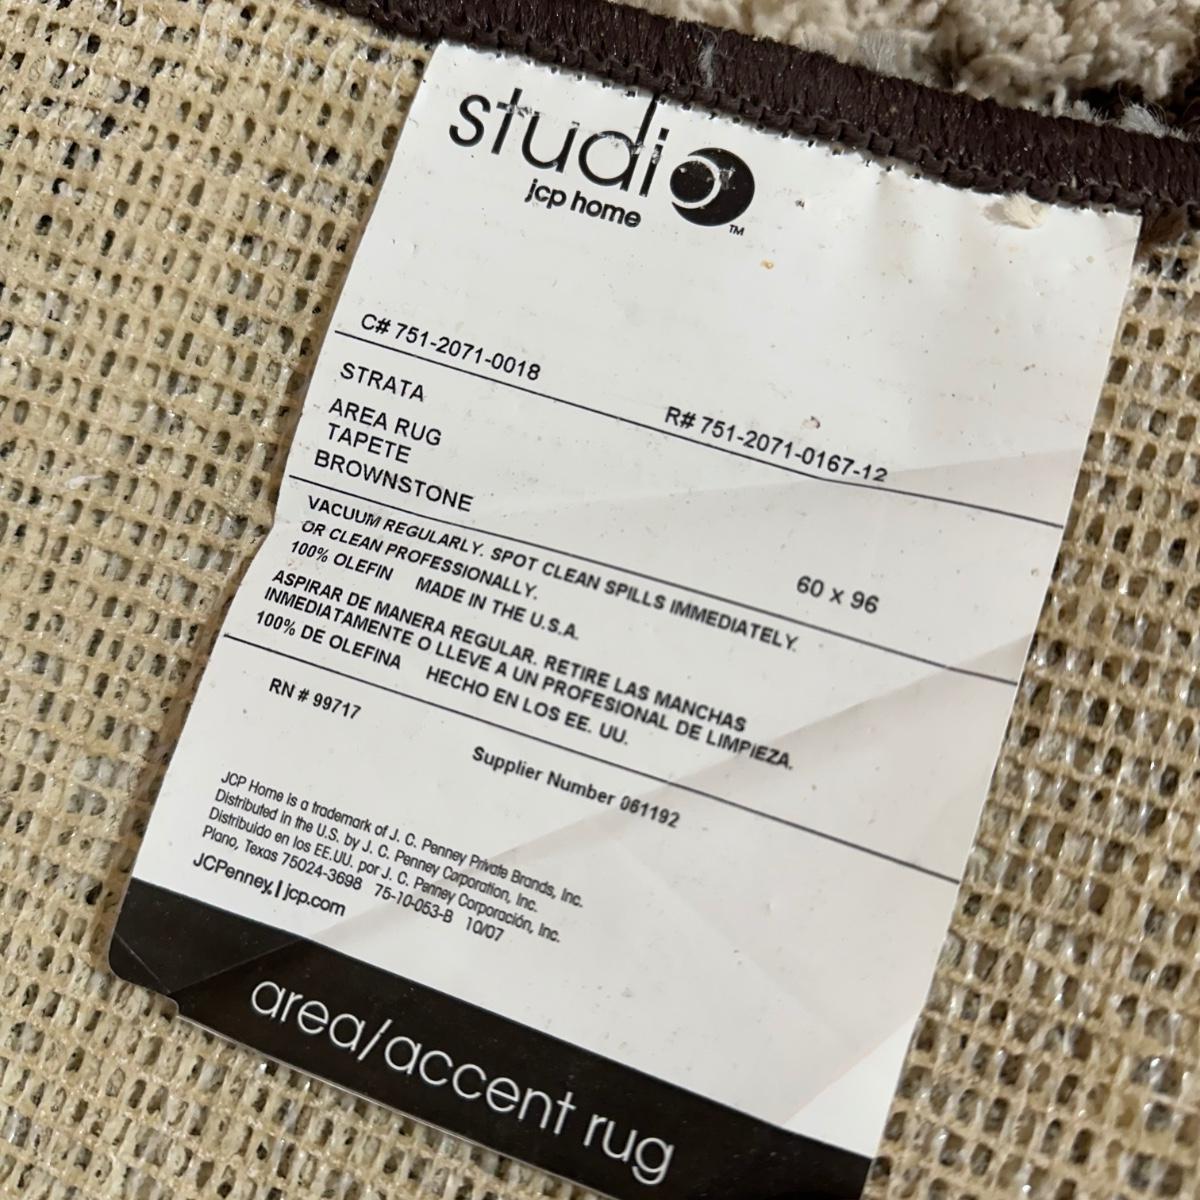 studio
jcp home
TM
C# 751-2071-0018
R# 751-2071-0167-12
STRATA
AREA RUG
TAPETE
BROWNSTONE
60 x 96
VACUUM REGULARLY. SPOT CLEAN SPILLS IMMEDIATELY.
OR CLEAN PROFESSIONALLY.
100% OLEFIN MADE IN THE U.S.A.
ASPIRAR DE MANERA REGULAR. RETIRE LAS MANCHAS
INMEDIATAMENTE O LLEVE A UN PROFESIONAL DE LIMPIEZA.
100% DE OLEFINA HECHO EN LOS EE. UU.
RN # 99717
Supplier Number 061192
JCP Home is a trademark of J. C. Penney Private Brands, Inc.
Distributed in the U.S. by J. C. Penney Corporation, Inc.
Distribuido en los EE.UU. por J. C. Penney Corporación, Inc.
Plano, Texas 75024-3698 75-10-053-B 10/07
JCPenney | jcp.com
area/accent rug